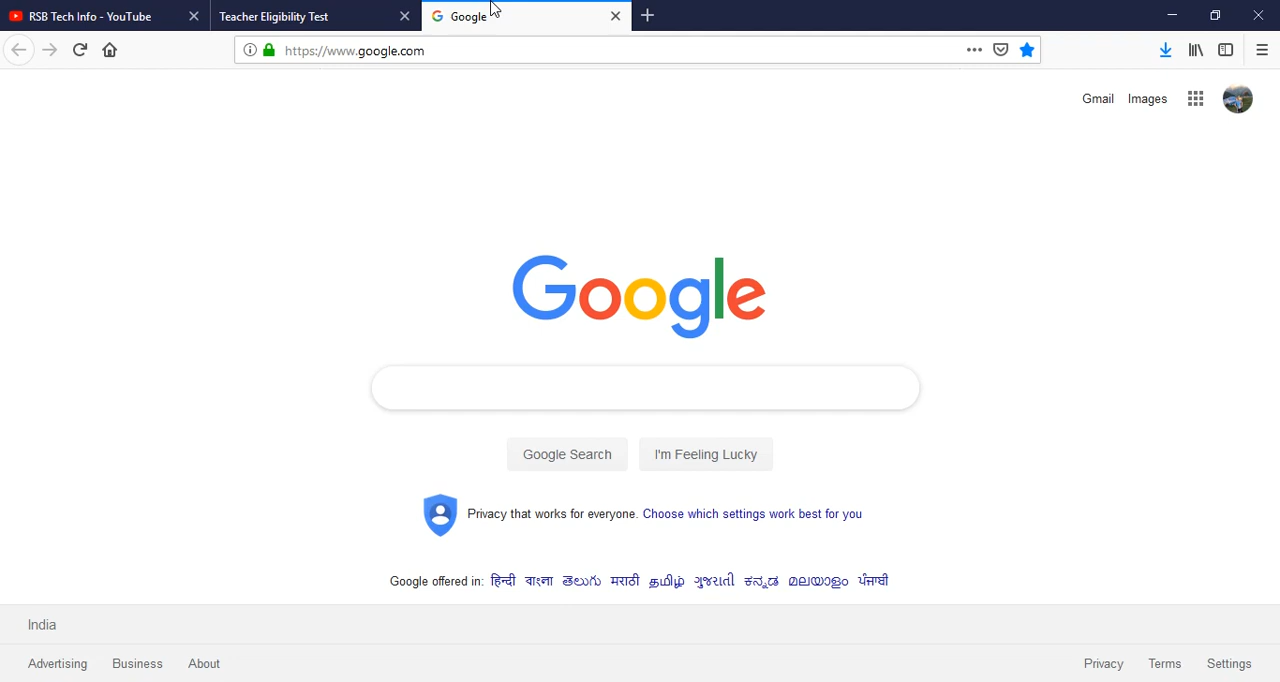 RSB Tech Info - YouTube
Teacher Eligibility Test
Google
https://www.google.com
Gmail Images
Google
Google Search I'm Feeling Lucky
Privacy that works for everyone. Choose which settings work best for you
Google offered in: हिन्दी বাংলা తెలుగు मराठी தமிழ் ગુજરાતી ಕನ್ನಡ മലയാളം ਪੰਜਾਬੀ
India
Advertising Business About Privacy Terms Settings